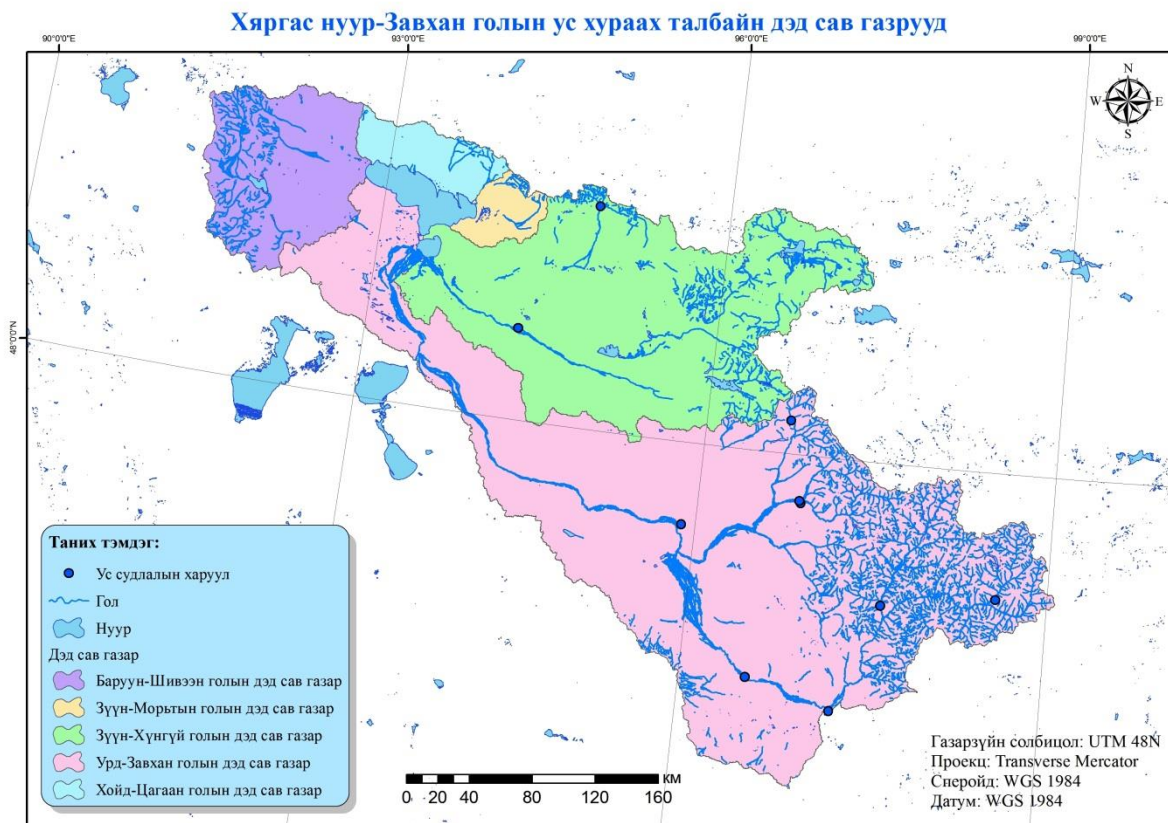 Хяргас нуур-Завхан голын ус хураах талбайн дэд сав газрууд
90°0'0"E
93°0'0"E
96°0'0"E
99°0'0"E
N
W
E
S
48°0'0"N
Таних тэмдэг:
Ус судлалын харуул
Гол
Нуур
Дэд сав газар
Баруун-Шивээн голын дэд сав газар
Зүүн-Морьтын голын дэд сав газар
Зүүн-Хүнгүй голын дэд сав газар
Урд-Завхан голын дэд сав газар
Хойд-Цагаан голын дэд сав газар
км
0 20 40 80 120 160
Газарзүйн солбицол: UTM 48N
Проекц: Transverse Mercator
Снеройд: WGS 1984
Датум: WGS 1984